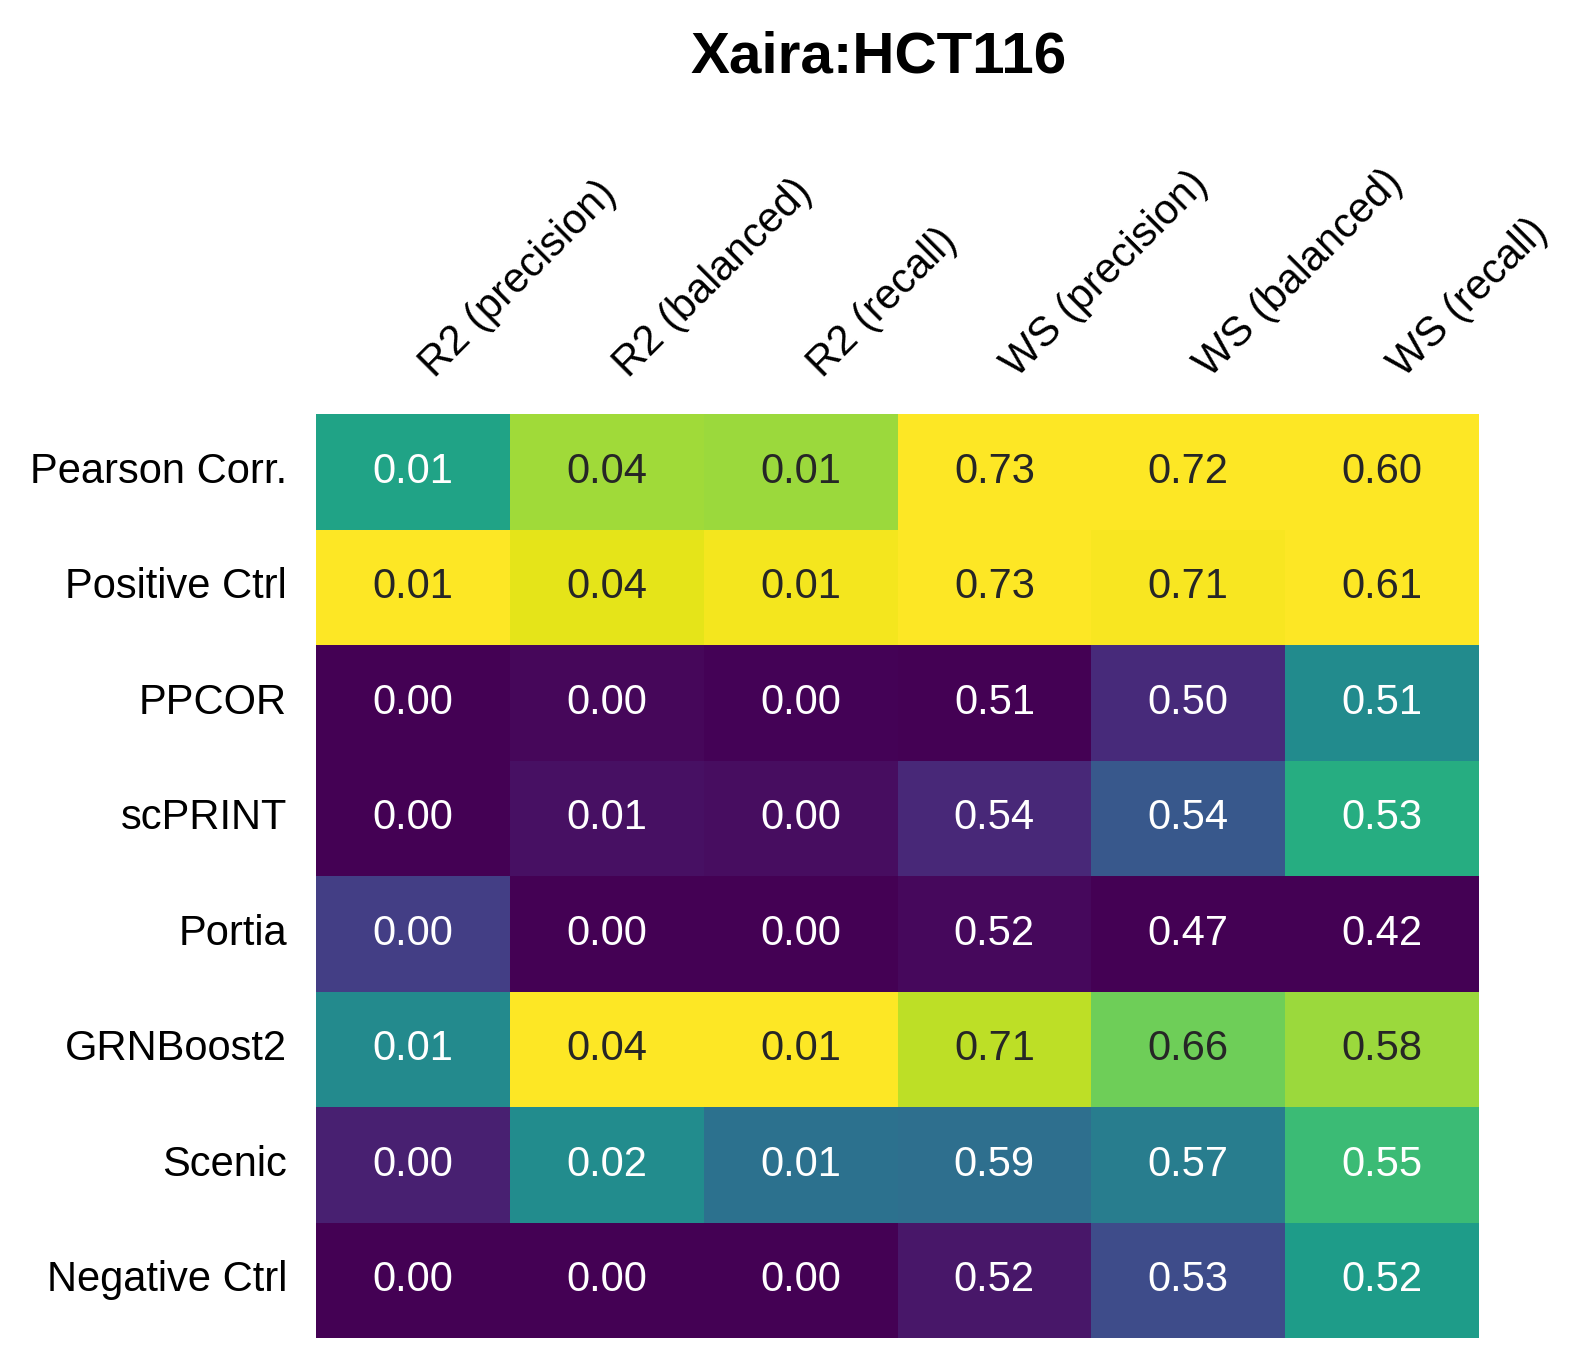 Xaira:HCT116
R2 (precision) R2 (balanced) R2 (recall) WS (precision) WS (balanced) WS (recall)
Pearson Corr. 0.01 0.04 0.01 0.73 0.72 0.60
Positive Ctrl 0.01 0.04 0.01 0.73 0.71 0.61
PPCOR 0.00 0.00 0.00 0.51 0.50 0.51
scPRINT 0.00 0.01 0.00 0.54 0.54 0.53
Portia 0.00 0.00 0.00 0.52 0.47 0.42
GRNBoost2 0.01 0.04 0.01 0.71 0.66 0.58
Scenic 0.00 0.02 0.01 0.59 0.57 0.55
Negative Ctrl 0.00 0.00 0.00 0.52 0.53 0.52